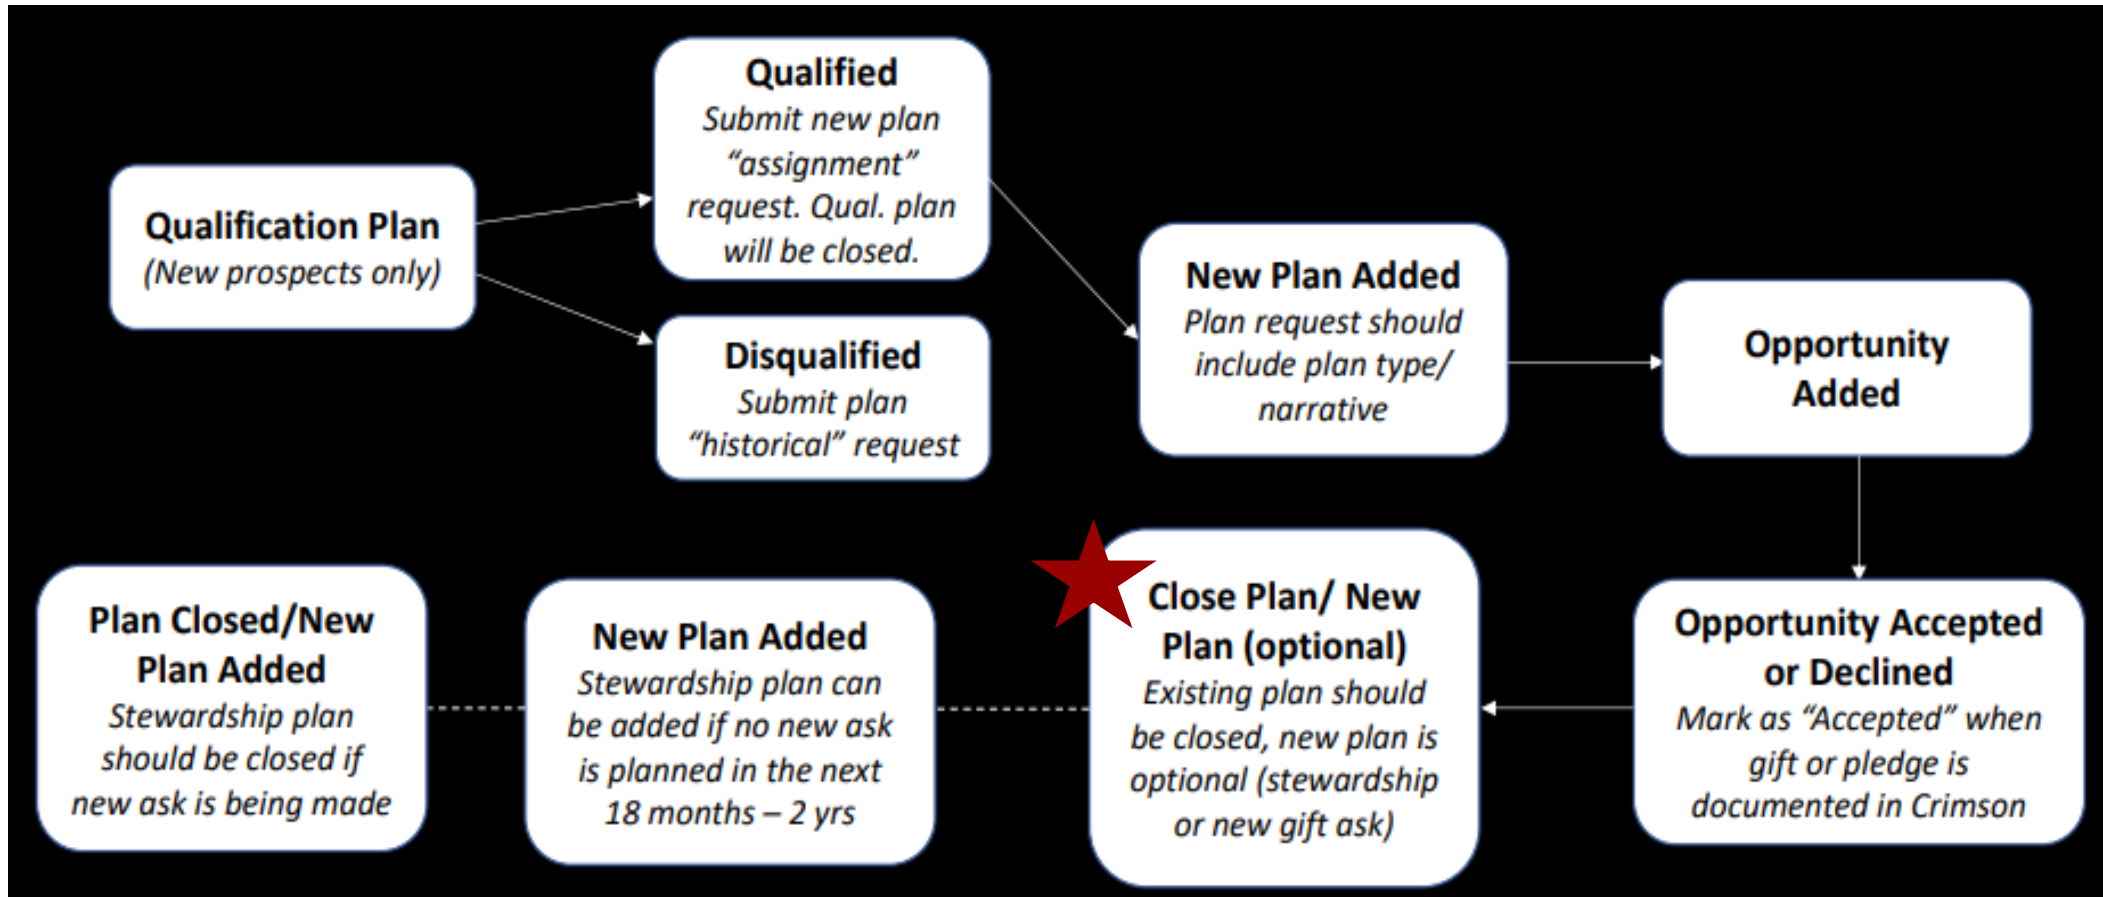 Qualification Plan
(New prospects only)
Qualified
Submit new plan
“assignment”
request. Qual. plan
will be closed.
Disqualified
Submit plan
“historical” request
New Plan Added
Plan request should
include plan type/
narrative
Opportunity
Added
Opportunity Accepted
or Declined
Mark as “Accepted” when
gift or pledge is
documented in Crimson
Close Plan/ New
Plan (optional)
Existing plan should
be closed, new plan is
optional (stewardship
or new gift ask)
New Plan Added
Stewardship plan can
be added if no new ask
is planned in the next
18 months – 2 yrs
Plan Closed/New
Plan Added
Stewardship plan
should be closed if
new ask is being made